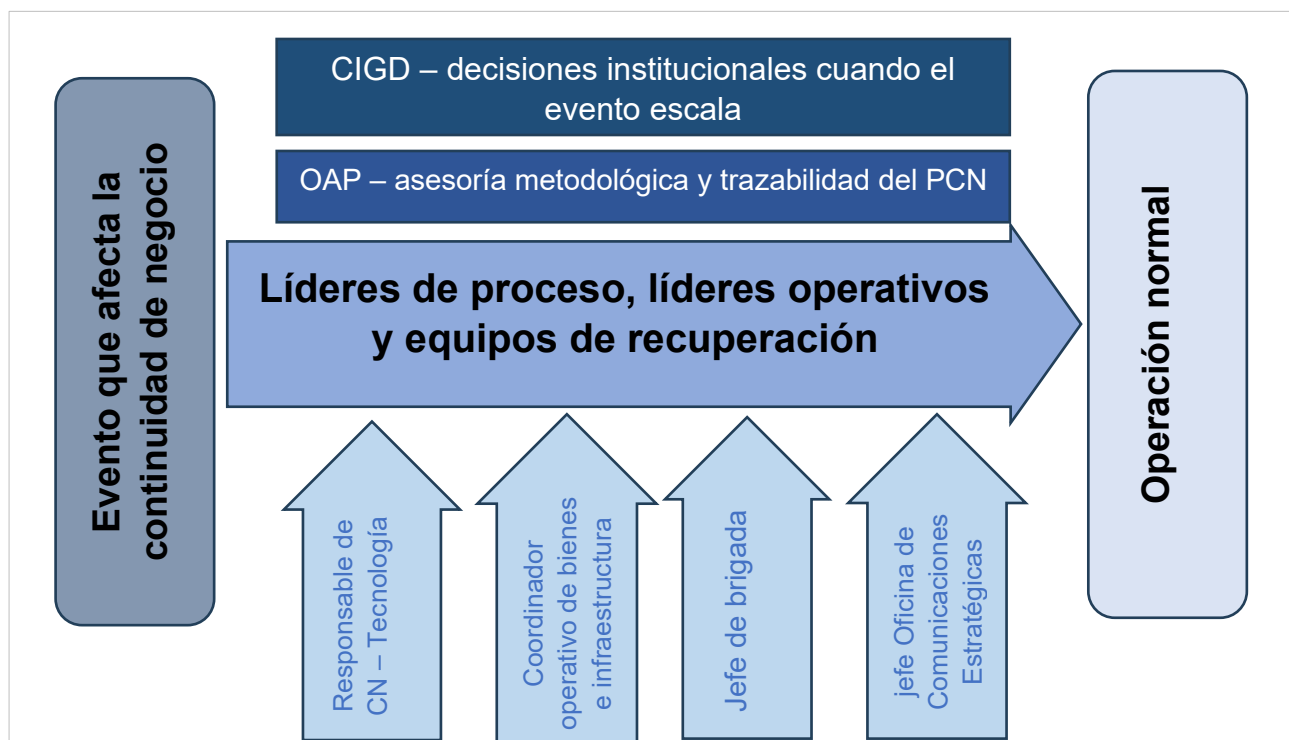 CIGD – decisiones institucionales cuando el
evento escala
OAP – asesoría metodológica y trazabilidad del PCN
Evento que afecta la
continuidad de negocio
Líderes de proceso, líderes operativos
y equipos de recuperación
Operación normal
Responsable de
CN – Tecnología
Coordinador
operativo de bienes
e infraestructura
Jefe de brigada
jefe Oficina de
Comunicaciones
Estratégicas